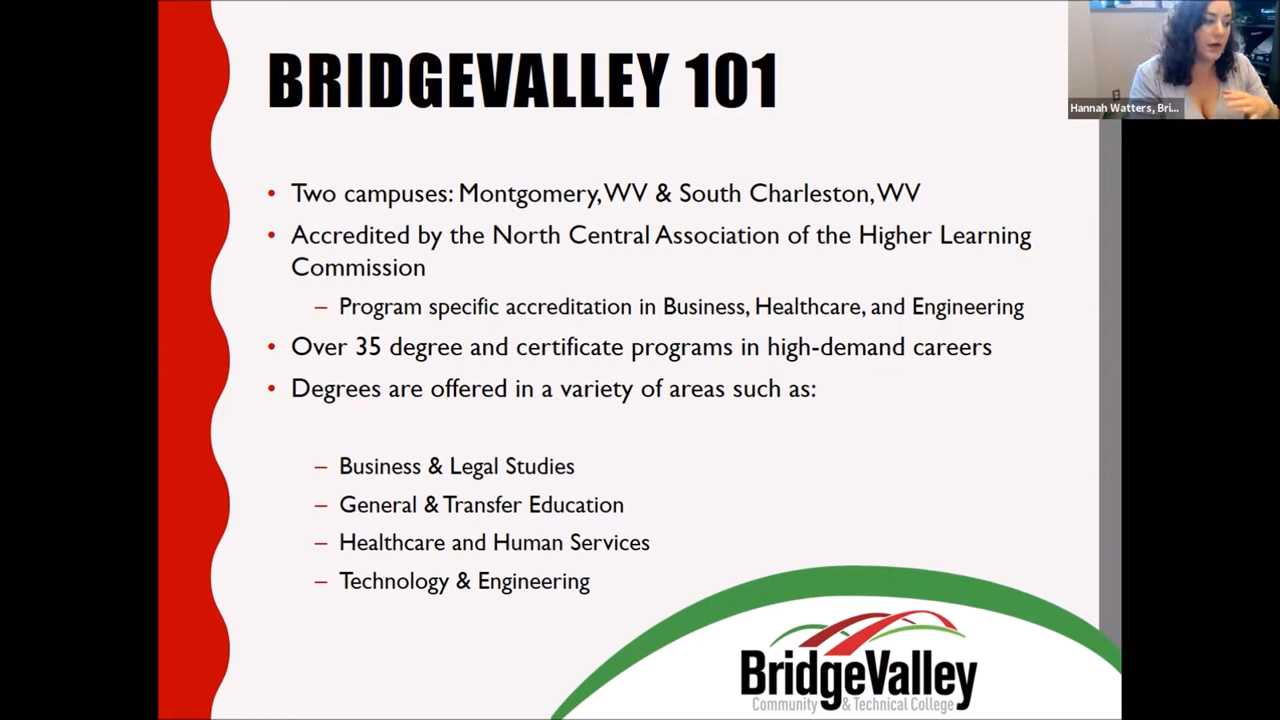 BRIDGEVALLEY 101
Hannah Watters, Bri...
• Two campuses: Montgomery, WV & South Charleston, WV
• Accredited by the North Central Association of the Higher Learning
Commission
– Program specific accreditation in Business, Healthcare, and Engineering
• Over 35 degree and certificate programs in high-demand careers
• Degrees are offered in a variety of areas such as:
– Business & Legal Studies
– General & Transfer Education
– Healthcare and Human Services
– Technology & Engineering
BridgeValley
Community & Technical College